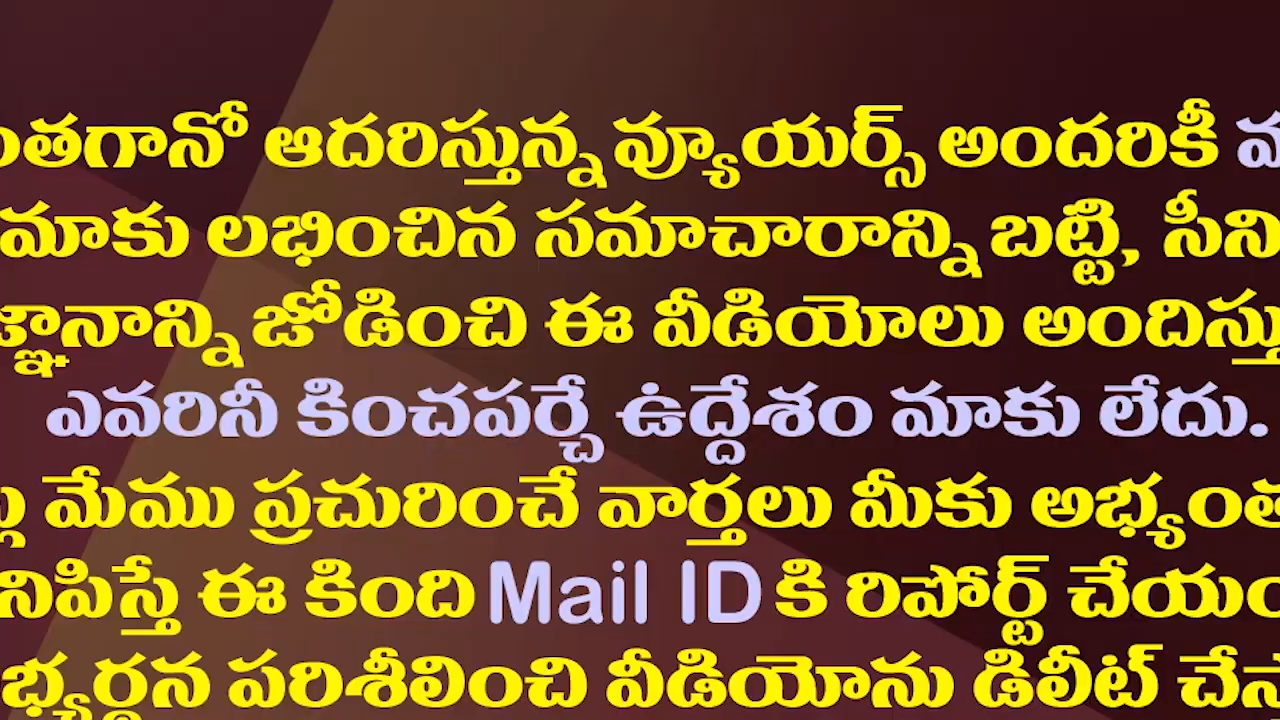 ంతగానో ఆదరిస్తున్న వ్యూయర్స్ అందరికీ
మాకు లభించిన సమాచారాన్ని బట్టి, సీని
జ్ఞానాన్ని జోడించి ఈ వీడియోలు అందిస్తు
ఎవరినీ కించపర్చే ఉద్దేశం మాకు లేదు.
మేము ప్రచురించే వార్తలు మీకు అభ్యంత
నిపిస్తే ఈ కింది Mail ID కి రిపోర్ట్ చేయం
భ్యర్థన పరిశీలించి వీడియోను డిలీట్ చేస